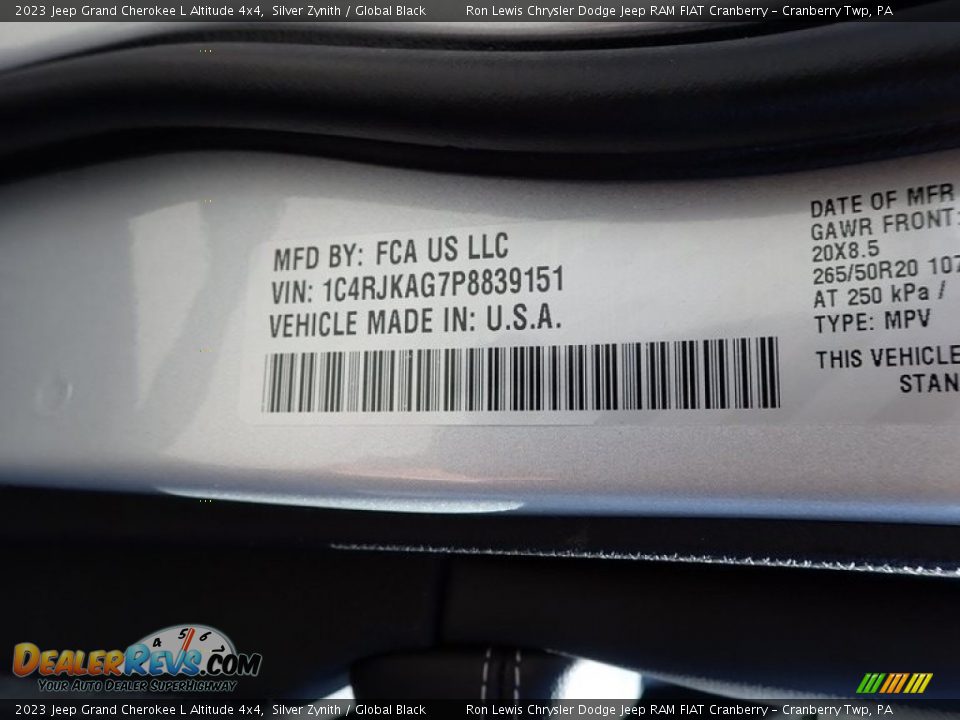 2023 Jeep Grand Cherokee L Altitude 4x4, Silver Zynith / Global Black Ron Lewis Chrysler Dodge Jeep RAM FIAT Cranberry - Cranberry Twp, PA
MFD BY: FCA US LLC
VIN: 1C4RJKAG7P8839151
VEHICLE MADE IN: U.S.A.
DATE OF MFR
GAWR FRONT:
20X8.5
265/50R20 107
AT 250 kPa /
TYPE: MPV
THIS VEHICLE
STAN
4 5 6
DealerRevs.com
Your Auto Dealer SuperHighway
2023 Jeep Grand Cherokee L Altitude 4x4, Silver Zynith / Global Black Ron Lewis Chrysler Dodge Jeep RAM FIAT Cranberry - Cranberry Twp, PA